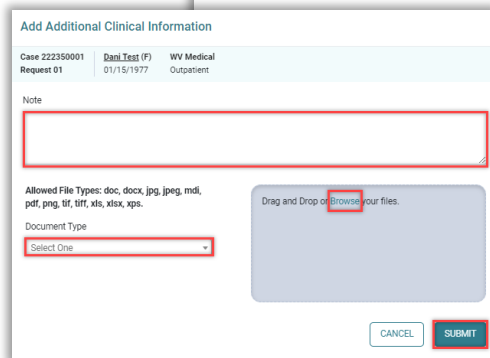 Add Additional Clinical Information
Case 222350001 Dani Test (F) WV Medical
Request 01 01/15/1977 Outpatient
Note
Allowed File Types: doc, docx, jpg, jpeg, mdi,
pdf, png, tif, tiff, xls, xlsx, xps.
Drag and Drop or Browse your files.
Document Type
Select One
CANCEL SUBMIT